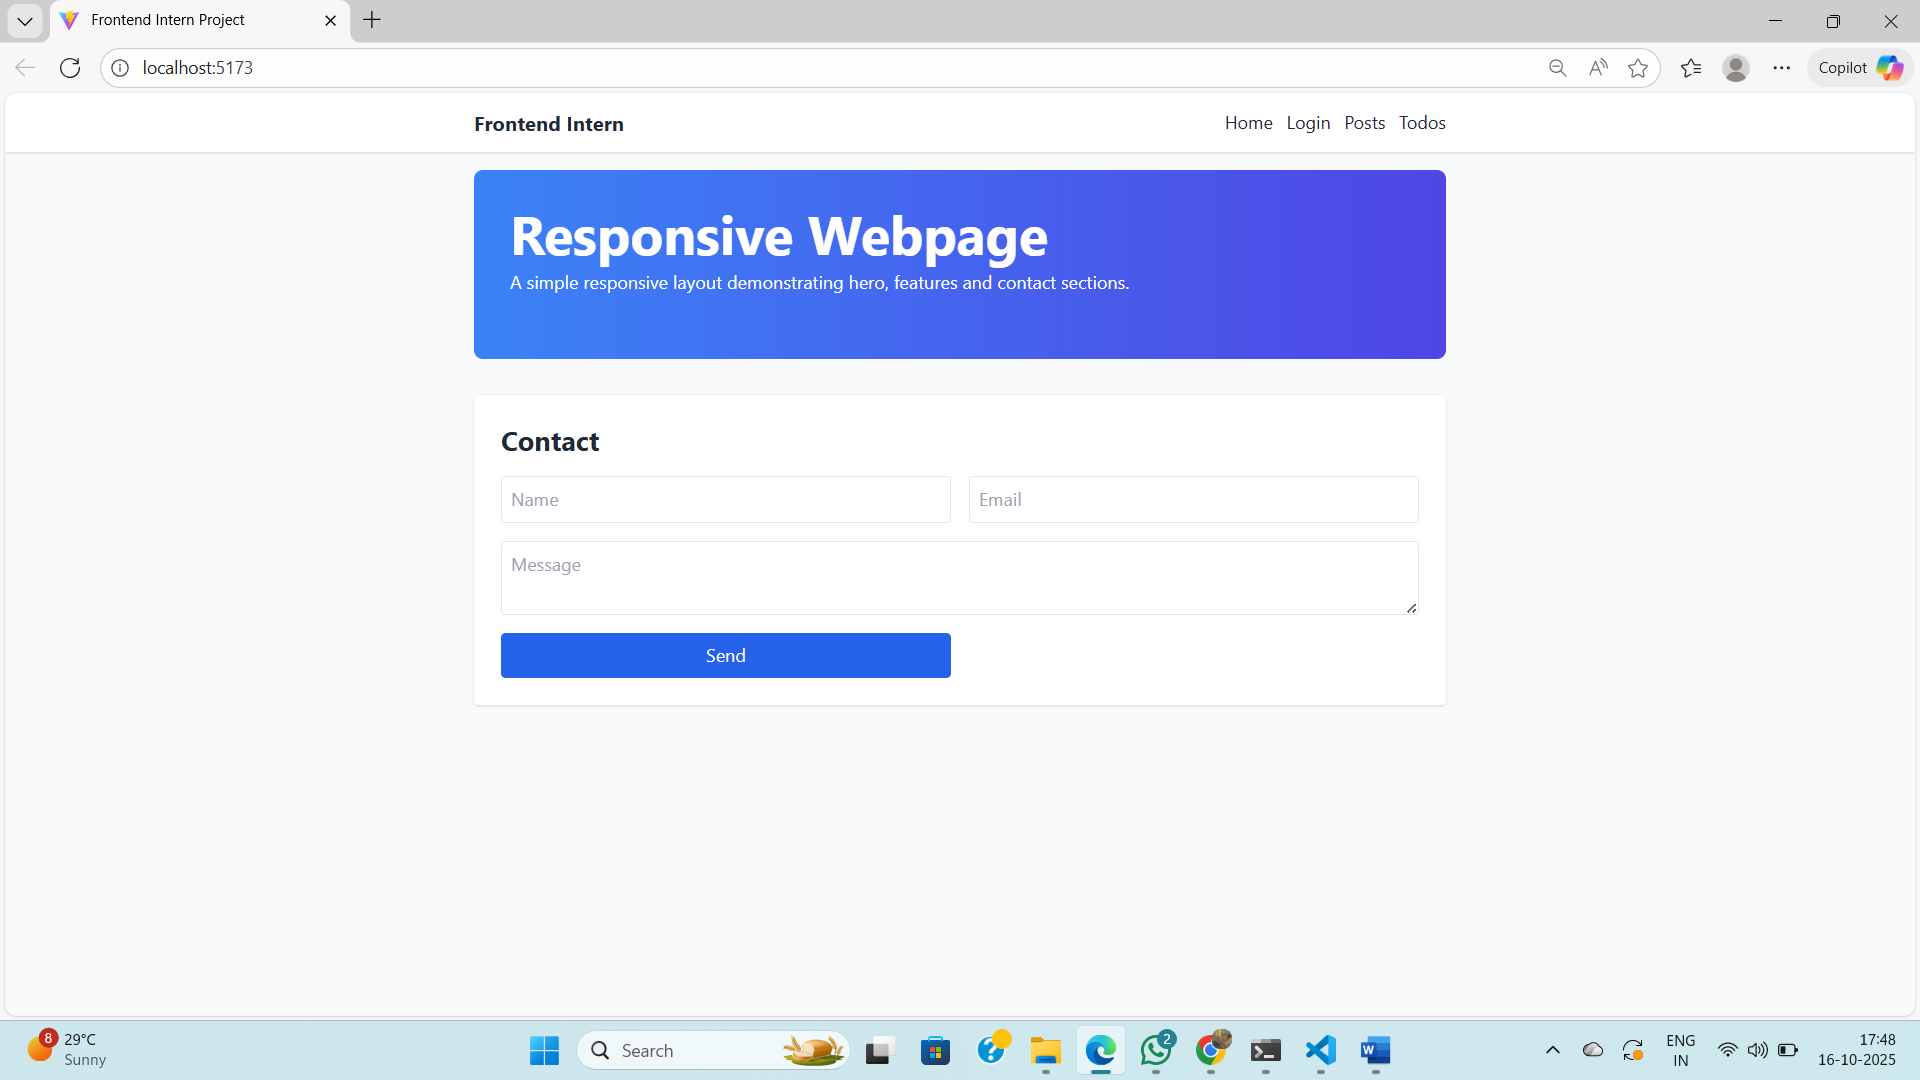 Frontend Intern Project
localhost:5173
Copilot
Frontend Intern
Home Login Posts Todos
Responsive Webpage
A simple responsive layout demonstrating hero, features and contact sections.
Contact
Name Email
Message
Send
8
29°C
Sunny
Search
2
ENG
IN
17:48
16-10-2025